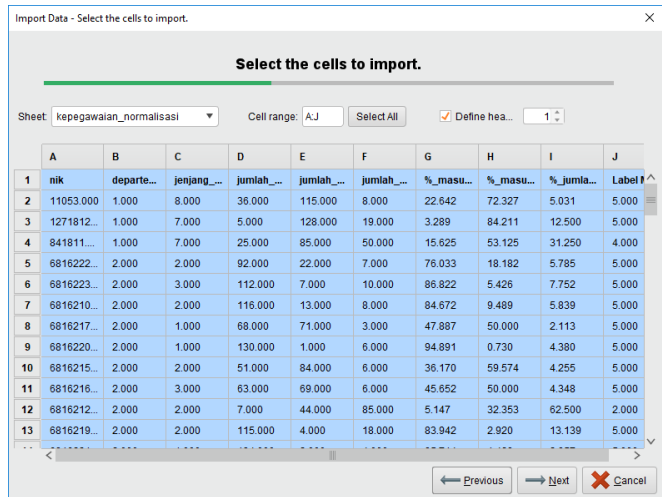 Import Data - Select the cells to import.
Select the cells to import.
Sheet: kepegawaian_normalisasi Cell range: A:J Select All Define hea... 1
A B C D E F G H I J
1 nik departe... jenjang_... jumlah_... jumlah_... jumlah_... %_masu... %_masu... %_jumla... Label
2 11053.000 1.000 8.000 36.000 115.000 8.000 22.642 72.327 5.031 5.000
3 1271812... 1.000 7.000 5.000 128.000 19.000 3.289 84.211 12.500 5.000
4 841811.... 1.000 7.000 25.000 85.000 50.000 15.625 53.125 31.250 4.000
5 6816222... 2.000 2.000 92.000 22.000 7.000 76.033 18.182 5.785 5.000
6 6816223... 2.000 3.000 112.000 7.000 10.000 86.822 5.426 7.752 5.000
7 6816210... 2.000 2.000 116.000 13.000 8.000 84.672 9.489 5.839 5.000
8 6816217... 2.000 1.000 68.000 71.000 3.000 47.887 50.000 2.113 5.000
9 6816220... 2.000 1.000 130.000 1.000 6.000 94.891 0.730 4.380 5.000
10 6816215... 2.000 2.000 51.000 84.000 6.000 36.170 59.574 4.255 5.000
11 6816216... 2.000 3.000 63.000 69.000 6.000 45.652 50.000 4.348 5.000
12 6816212... 2.000 2.000 7.000 44.000 85.000 5.147 32.353 62.500 2.000
13 6816219... 2.000 2.000 115.000 4.000 18.000 83.942 2.920 13.139 5.000
Previous Next Cancel